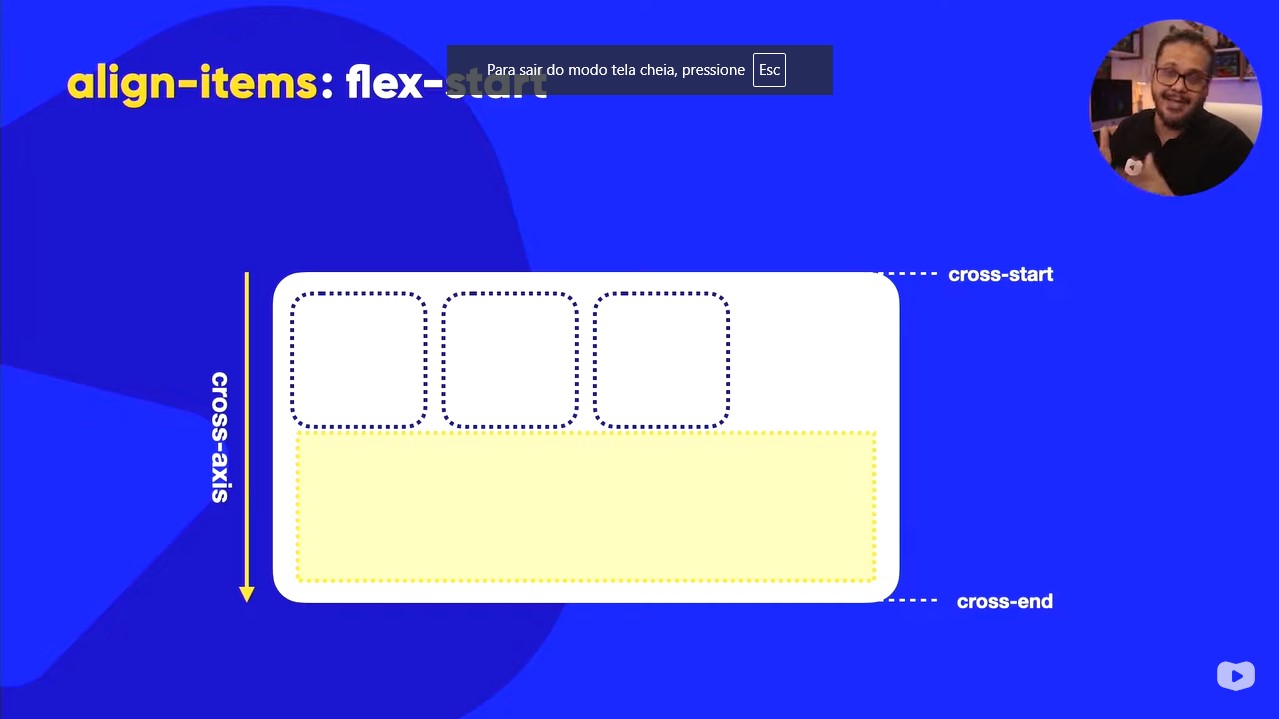 align-items: flex-start
Para sair do modo tela cheia, pressione Esc
cross-start
cross-axis
cross-end